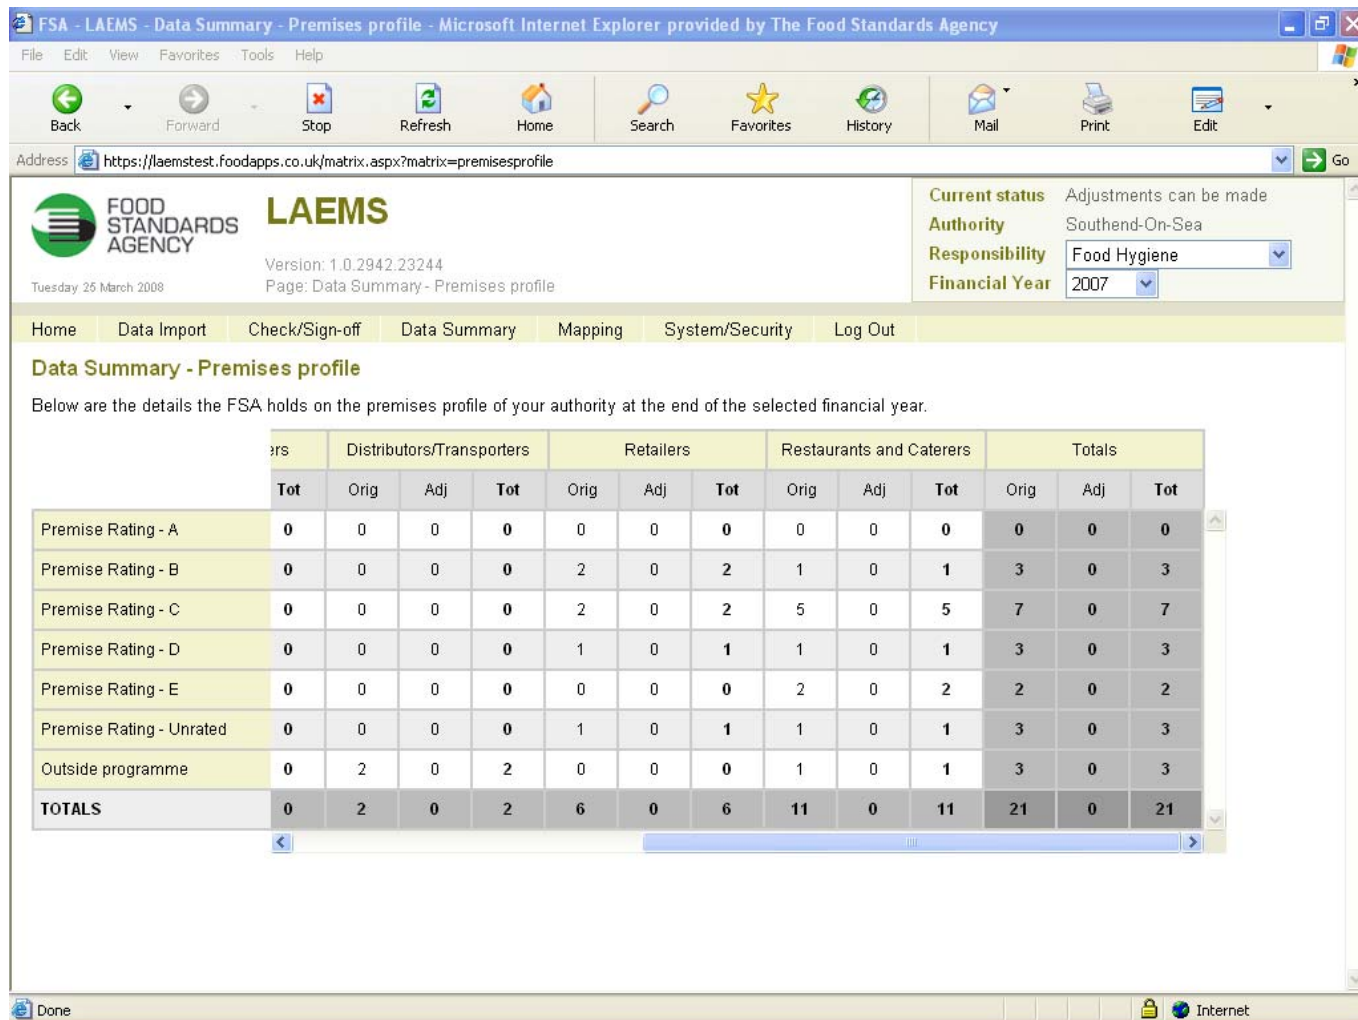 FSA - LAEMS - Data Summary - Premises profile - Microsoft Internet Explorer provided by The Food Standards Agency
File Edit View Favorites Tools Help
Back Forward Stop Refresh Home Search Favorites History Mail Print Edit
Address https://laemstest.foodapps.co.uk/matrix.aspx?matrix=premisesprofile Go
FOOD
STANDARDS
AGENCY
Tuesday 25 March 2008
LAEMS
Version: 1.0.2942.23244
Page: Data Summary - Premises profile
Current status Adjustments can be made
Authority Southend-On-Sea
Responsibility Food Hygiene
Financial Year 2007
Home Data Import Check/Sign-off Data Summary Mapping System/Security Log Out
Data Summary - Premises profile
Below are the details the FSA holds on the premises profile of your authority at the end of the selected financial year.
ers Distributors/Transporters Retailers Restaurants and Caterers Totals
Tot Orig Adj Tot Orig Adj Tot Orig Adj Tot Orig Adj Tot
Premise Rating - A 0 0 0 0 0 0 0 0 0 0 0 0 0
Premise Rating - B 0 0 0 0 2 0 2 1 0 1 3 0 3
Premise Rating - C 0 0 0 0 2 0 2 5 0 5 7 0 7
Premise Rating - D 0 0 0 0 1 0 1 1 0 1 3 0 3
Premise Rating - E 0 0 0 0 0 0 0 2 0 2 2 0 2
Premise Rating - Unrated 0 0 0 0 1 0 1 1 0 1 3 0 3
Outside programme 0 2 0 2 0 0 0 1 0 1 3 0 3
TOTALS 0 2 0 2 6 0 6 11 0 11 21 0 21
Done Internet